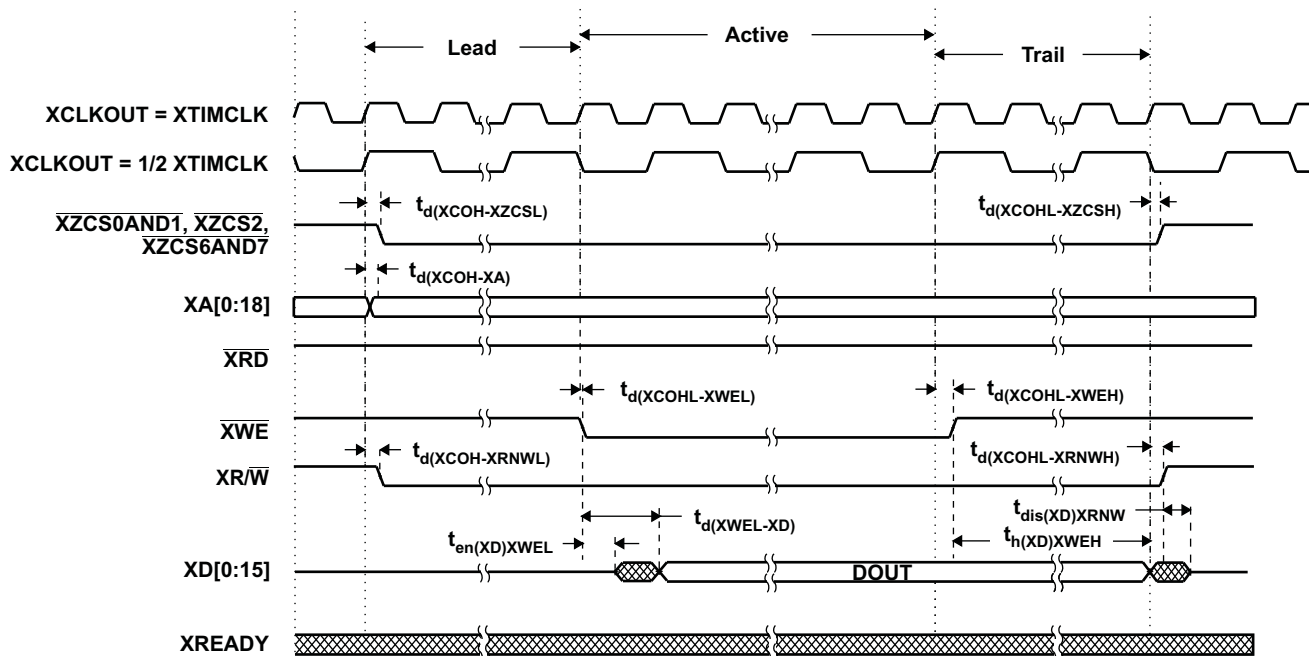 Lead
Active
Trail
XCLKOUT = XTIMCLK
XCLKOUT = 1/2 XTIMCLK
td(XCOH-XZCSL)
td(XCOHL-XZCSH)
XZCS0AND1, XZCS2,
XZCS6AND7
td(XCOH-XA)
XA[0:18]
XRD
td(XCOHL-XWEL)
td(XCOHL-XWEH)
XWE
td(XCOH-XRNWL)
td(XCOHL-XRNWH)
XR/W
tdis(XD)XRNW
td(XWEL-XD)
ten(XD)XWEL
th(XD)XWEH
XD[0:15]
DOUT
XREADY